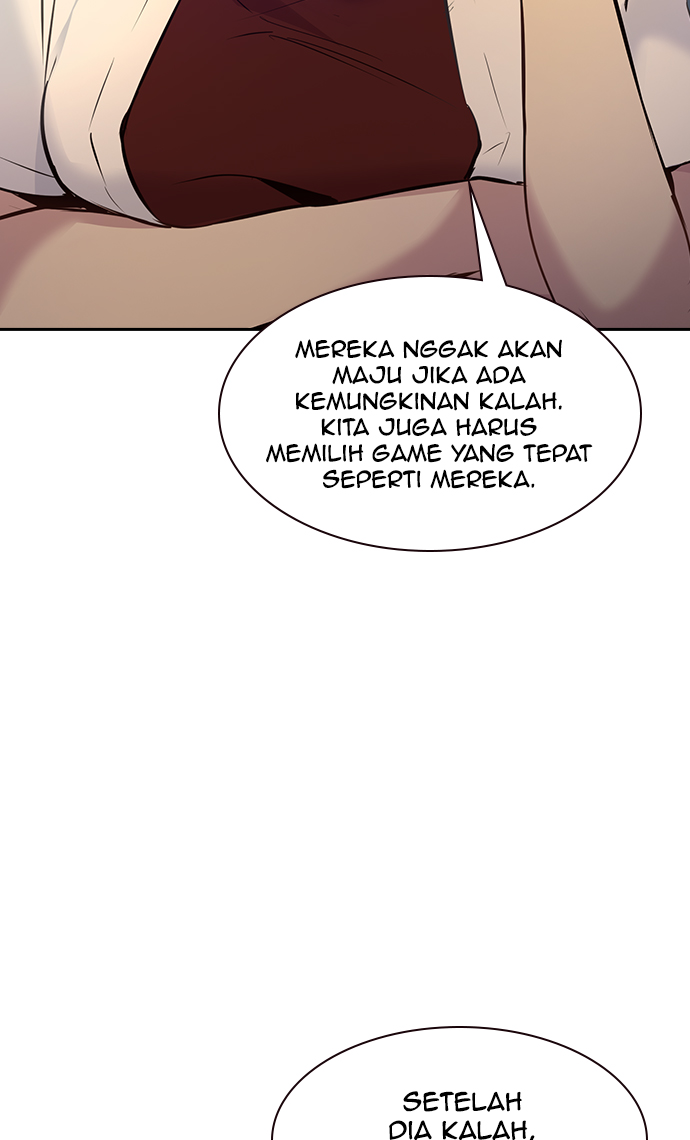 MEREKA NGGAK AKAN
MAJU JIKA ADA
KEMUNGKINAN KALAH.
KITA JUGA HARUS
MEMILIH GAME YANG TEPAT
SEPERTI MEREKA.
SETELAH
DIA KALAH,